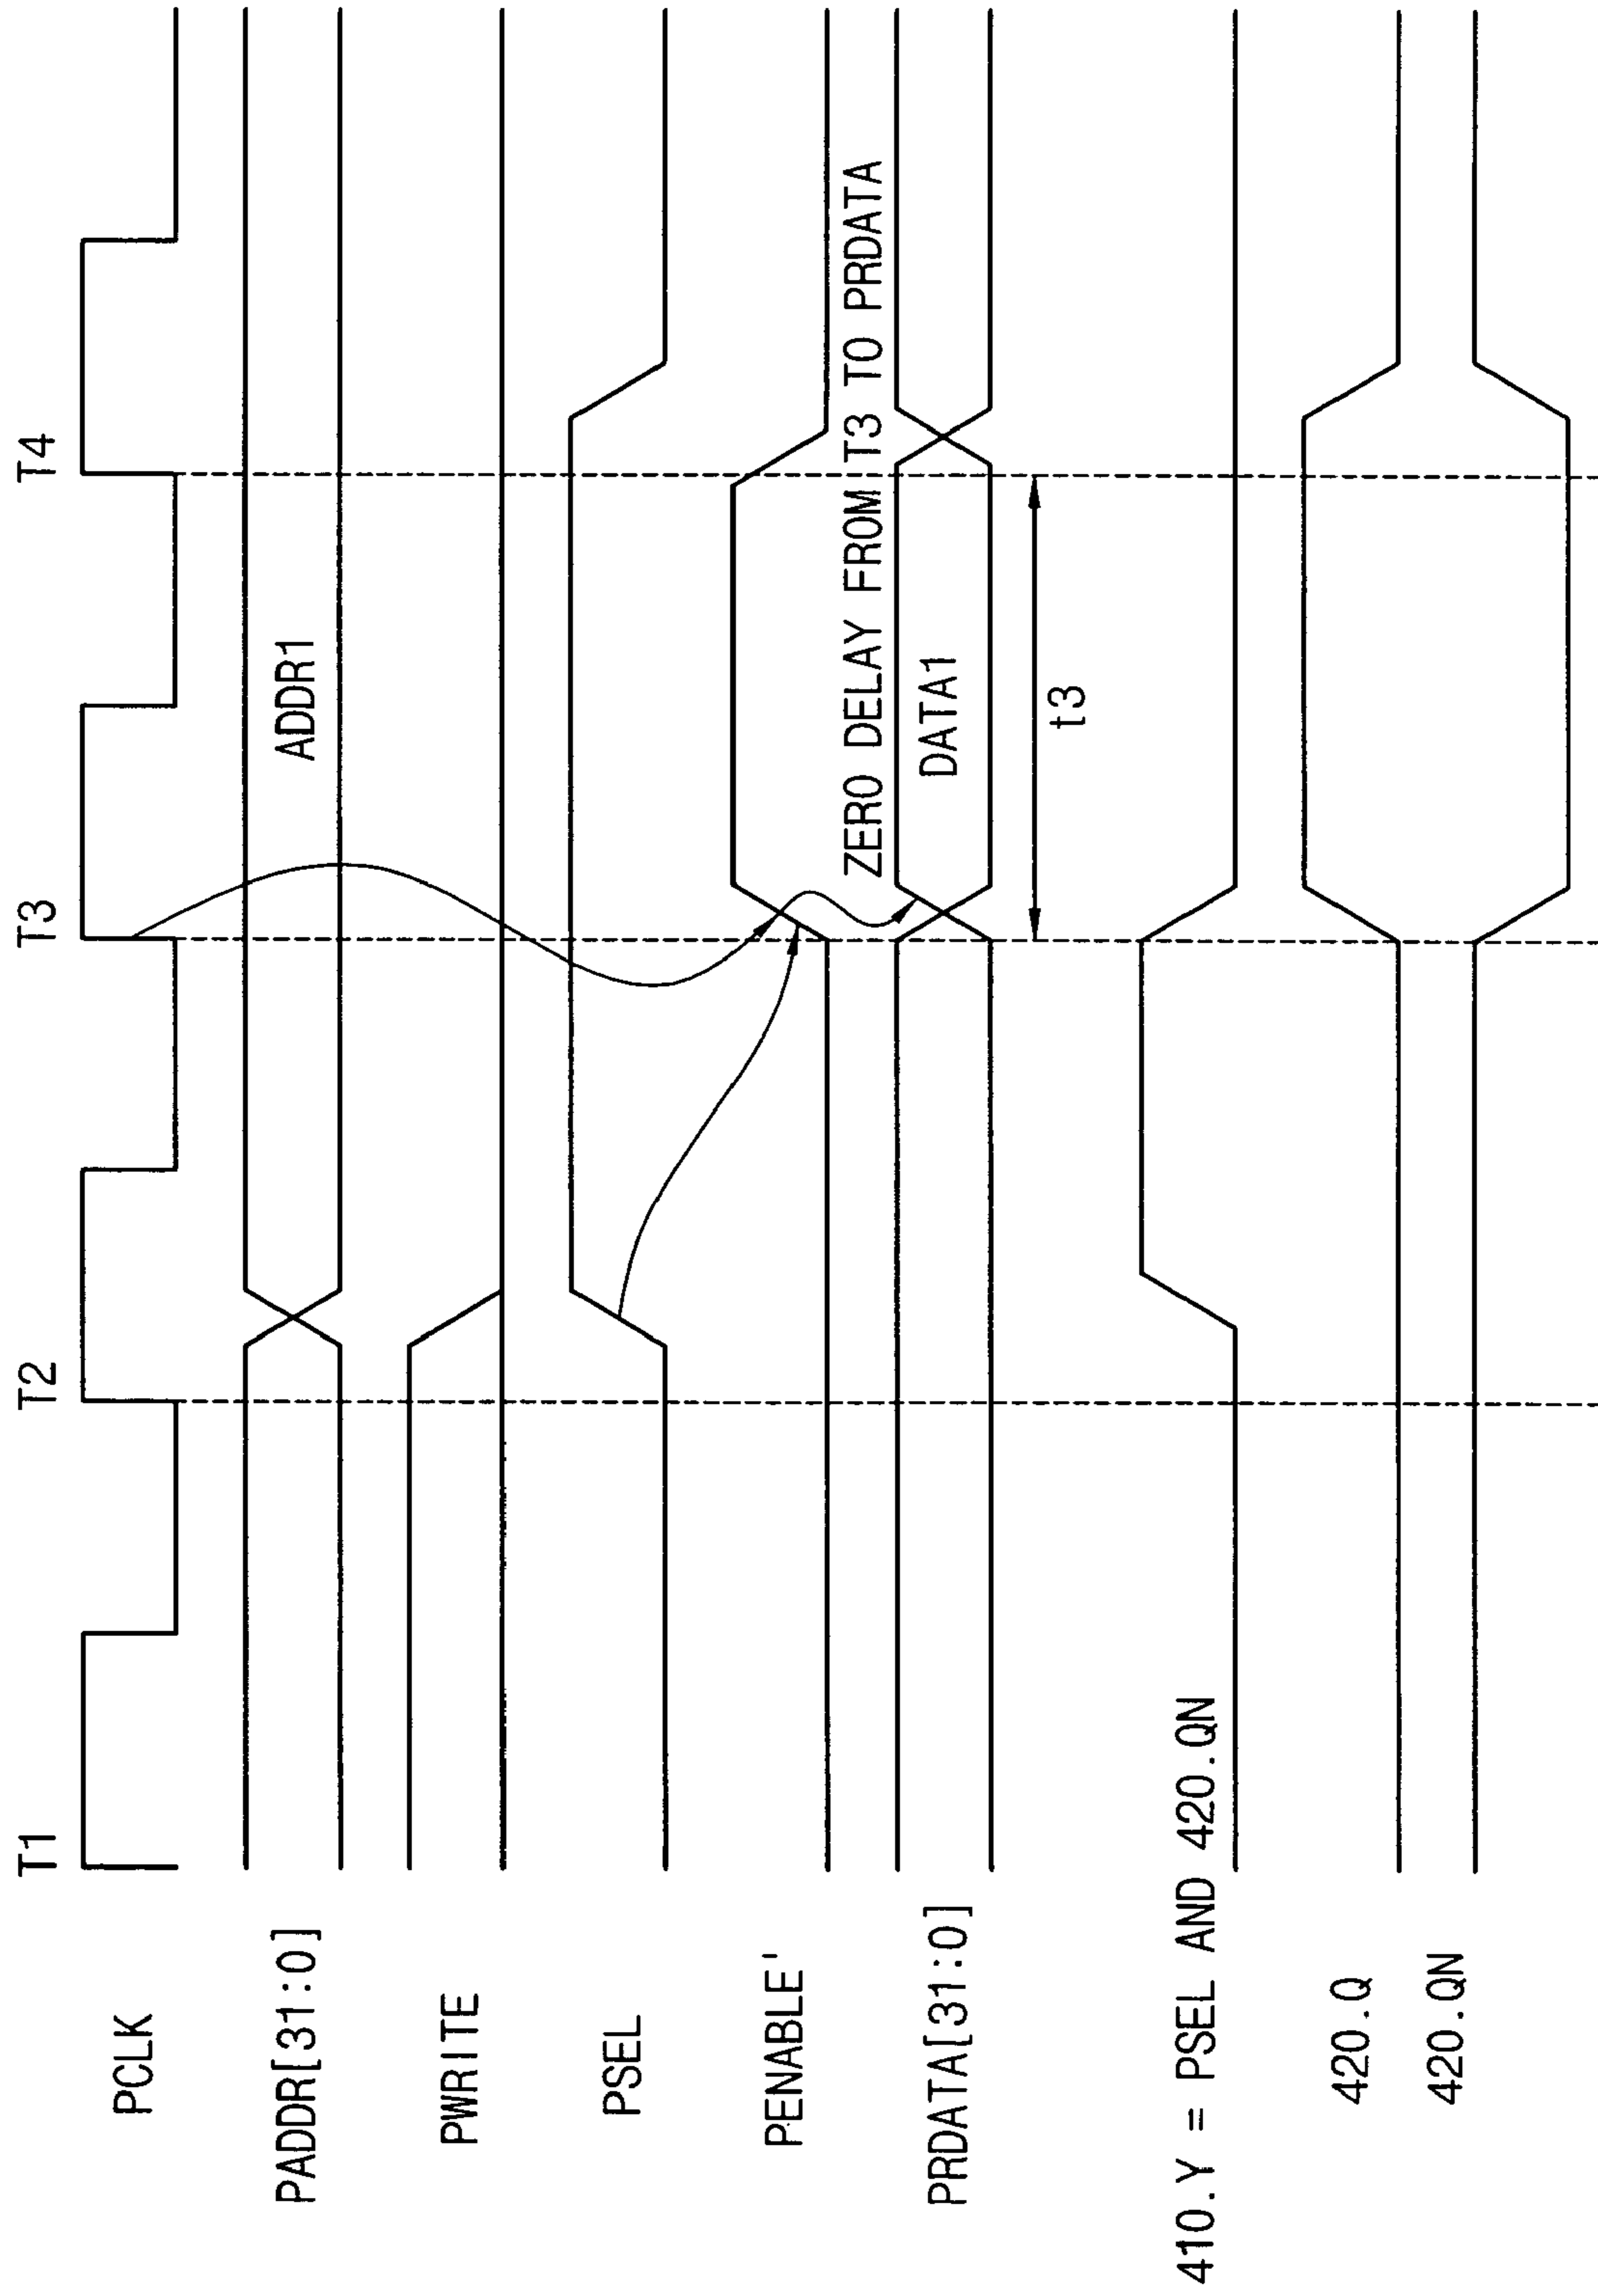 T1 T2 T3 T4
PCLK
PADDR[31:0] ADDR1
PWRITE
PSEL
PENABLE'
ZERO DELAY FROM T3 TO PRDATA
PRDATA[31:0] DATA1
t3
410.Y = PSEL AND 420.QN
420.Q
420.QN